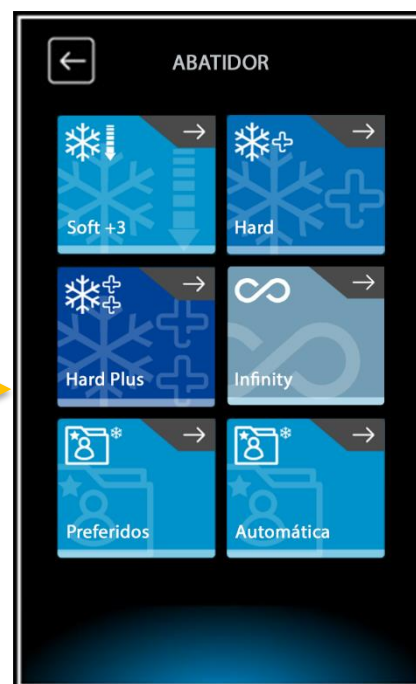 ABATIDOR
Soft +3
Hard
Hard Plus
Infinity
Preferidos
Automática